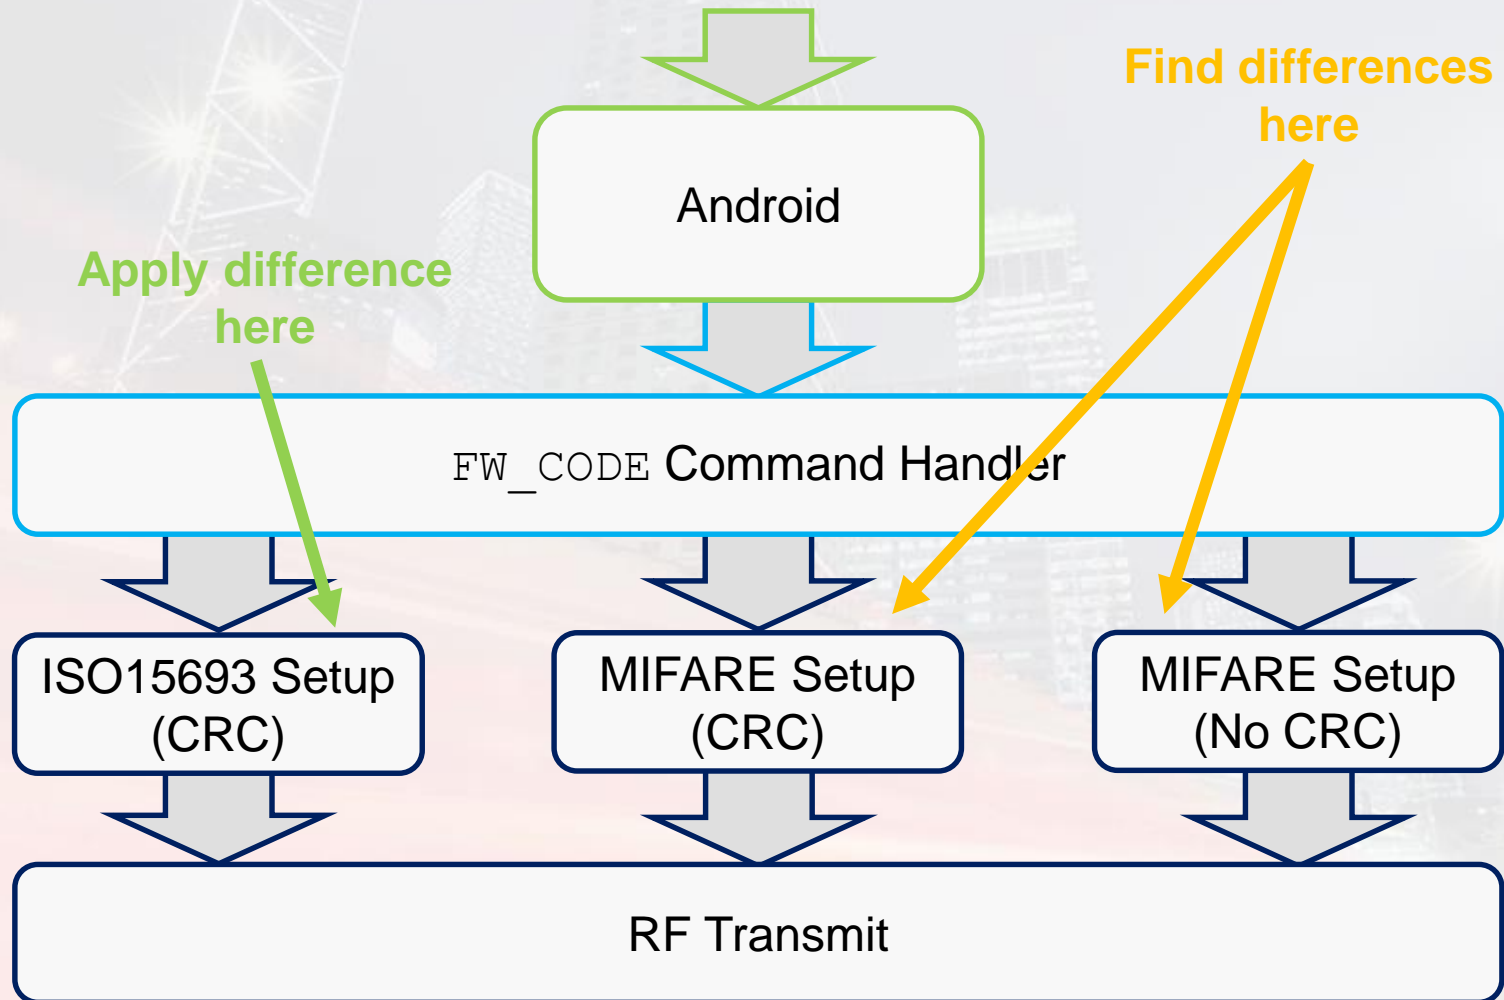 Find differences
here
Android
Apply difference
here
FW_CODE Command Handler
ISO15693 Setup
(CRC)
MIFARE Setup
(CRC)
MIFARE Setup
(No CRC)
RF Transmit